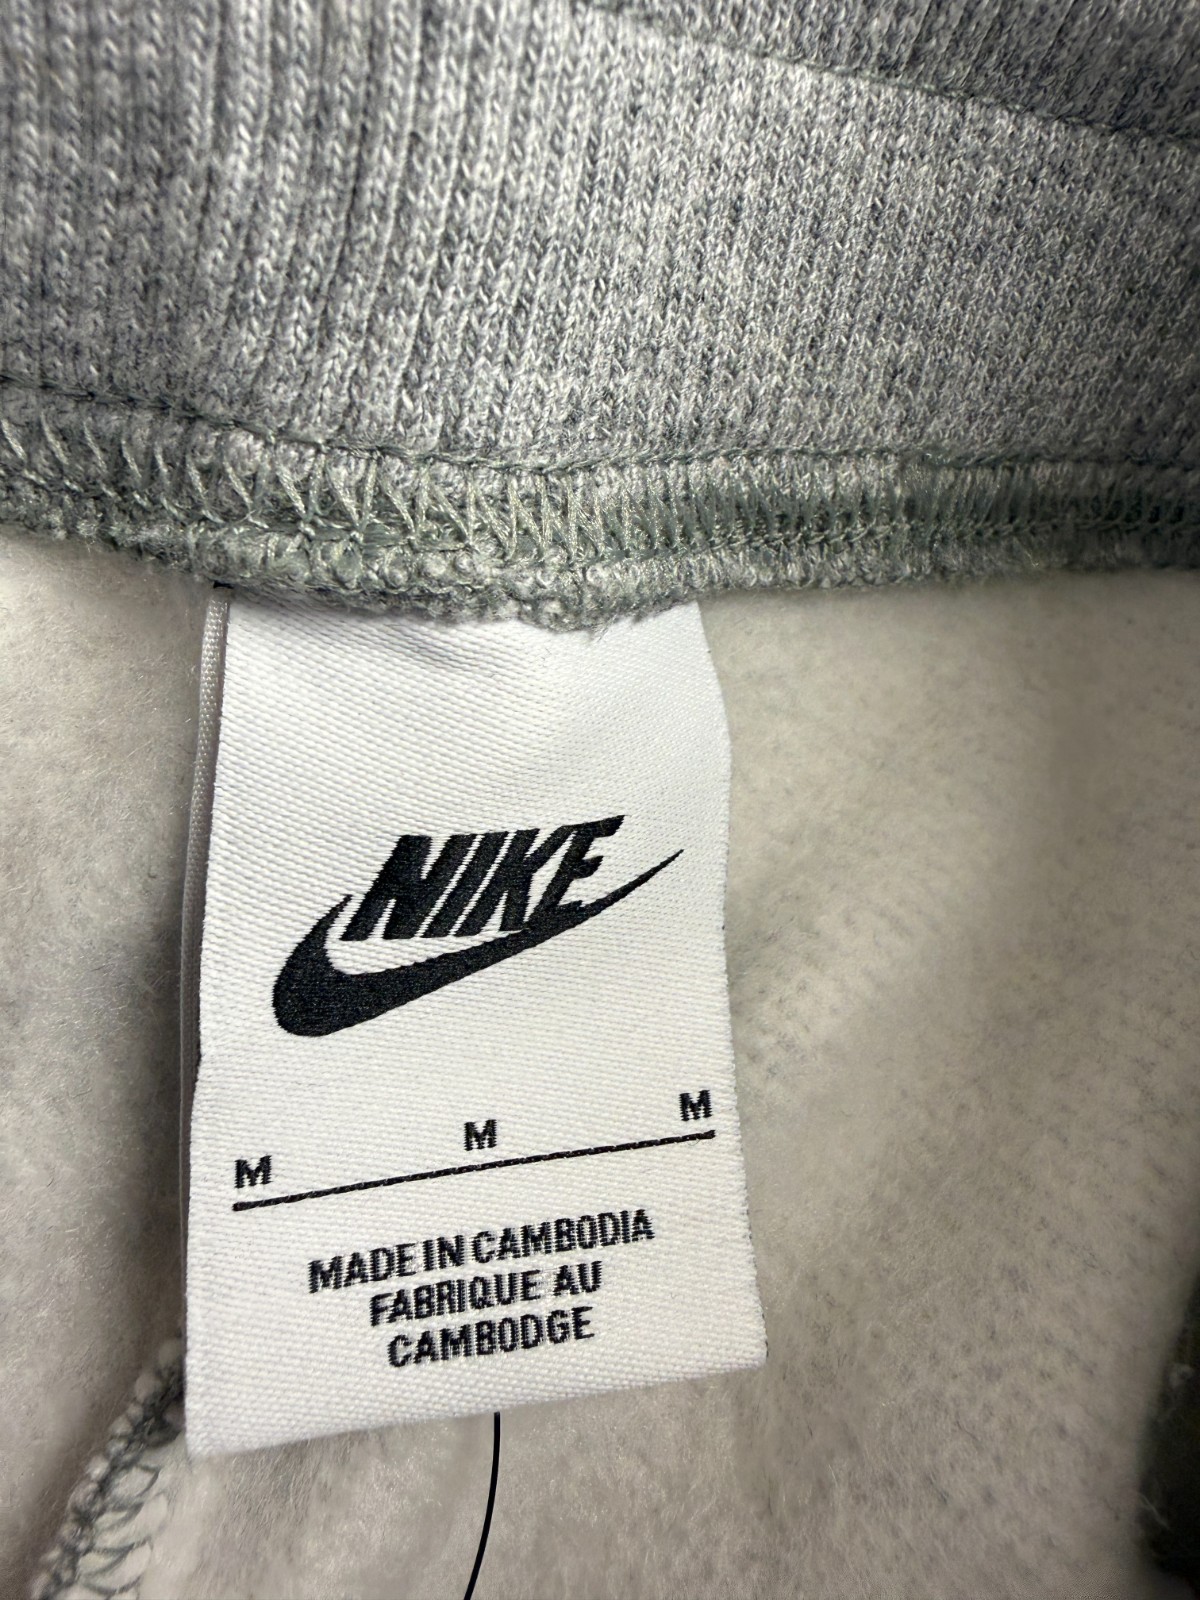 NIKE
M M M
MADE IN CAMBODIA
FABRIQUE AU
CAMBODGE